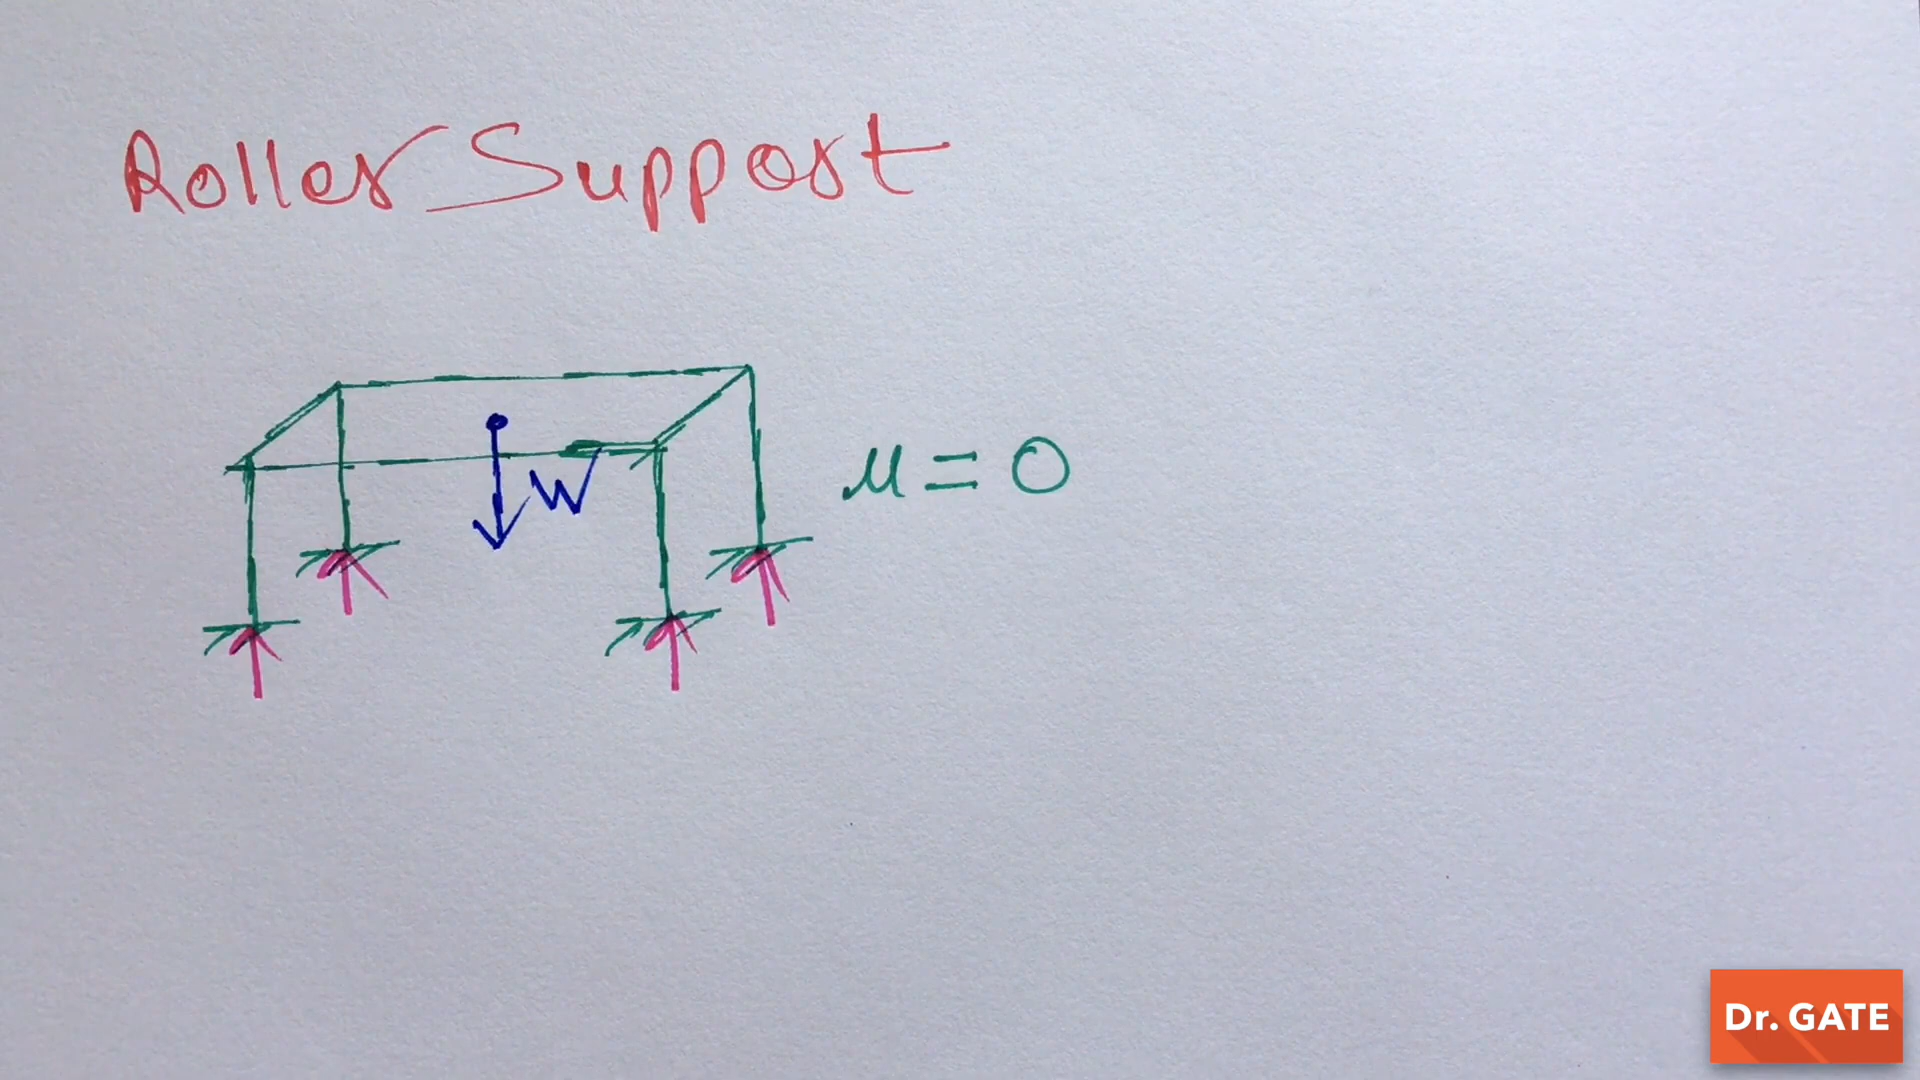 Roller Support
W
μ = 0
Dr. GATE